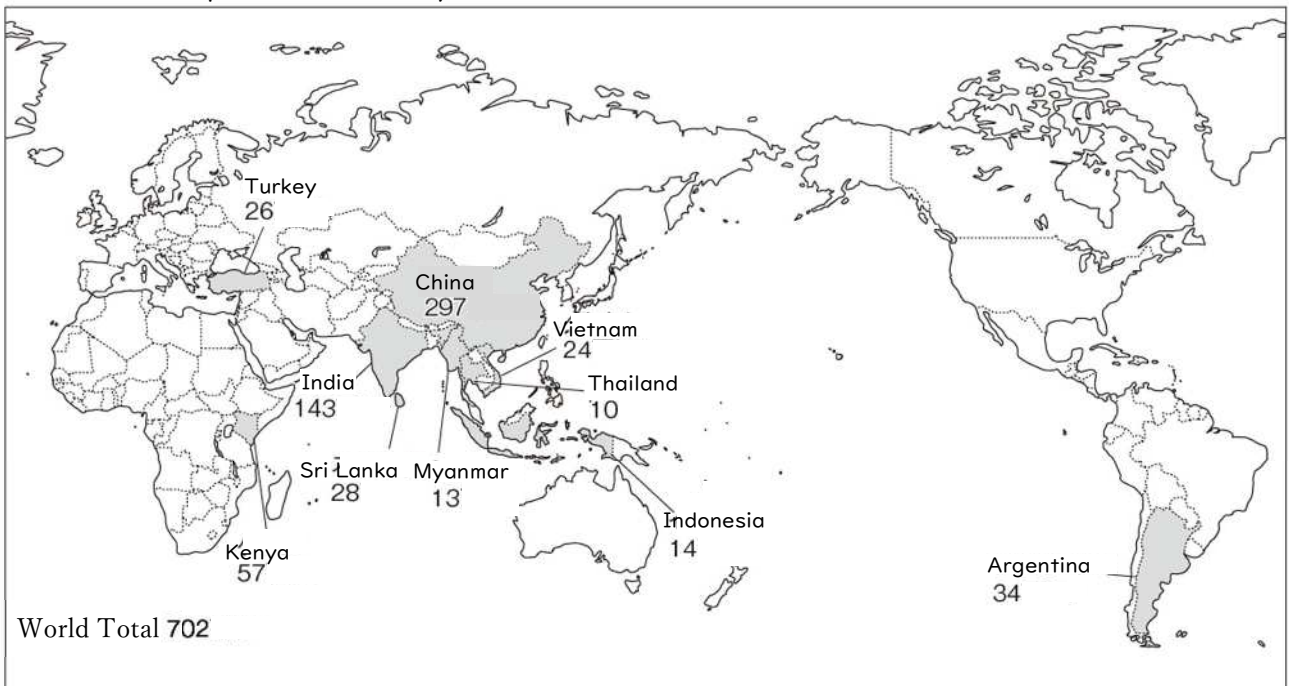 Turkey
26
China
297
Vietnam
24
India
143
Thailand
10
Sri Lanka
28
Myanmar
13
Indonesia
14
Kenya
57
Argentina
34
World Total 702